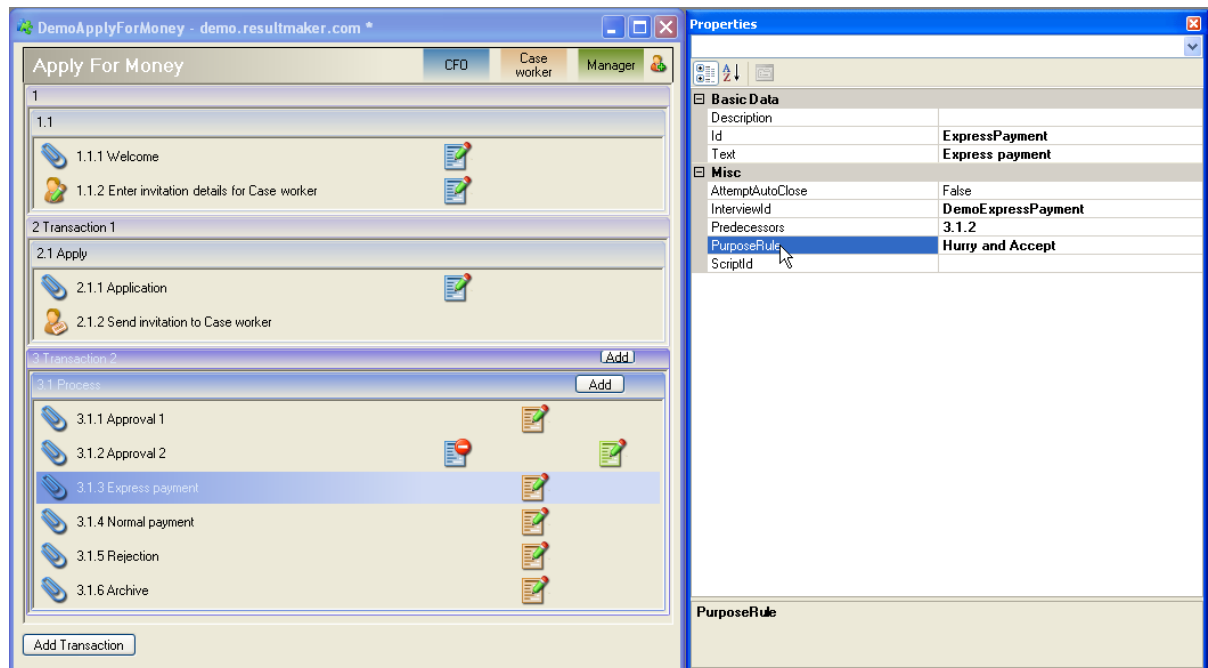 DemoApplyForMoney - demo.resultmaker.com *
Apply For Money
CFO
Case
worker
Manager
1
1.1
1.1.1 Welcome
1.1.2 Enter invitation details for Case worker
2 Transaction 1
2.1 Apply
2.1.1 Application
2.1.2 Send invitation to Case worker
3 Transaction 2
Add
3.1 Process
Add
3.1.1 Approval 1
3.1.2 Approval 2
3.1.3 Express payment
3.1.4 Normal payment
3.1.5 Rejection
3.1.6 Archive
Add Transaction
Properties
Basic Data
Description
Id ExpressPayment
Text Express payment
Misc
AttemptAutoClose False
InterviewId DemoExpressPayment
Predecessors 3.1.2
PurposeRule Hurry and Accept
ScriptId
PurposeRule